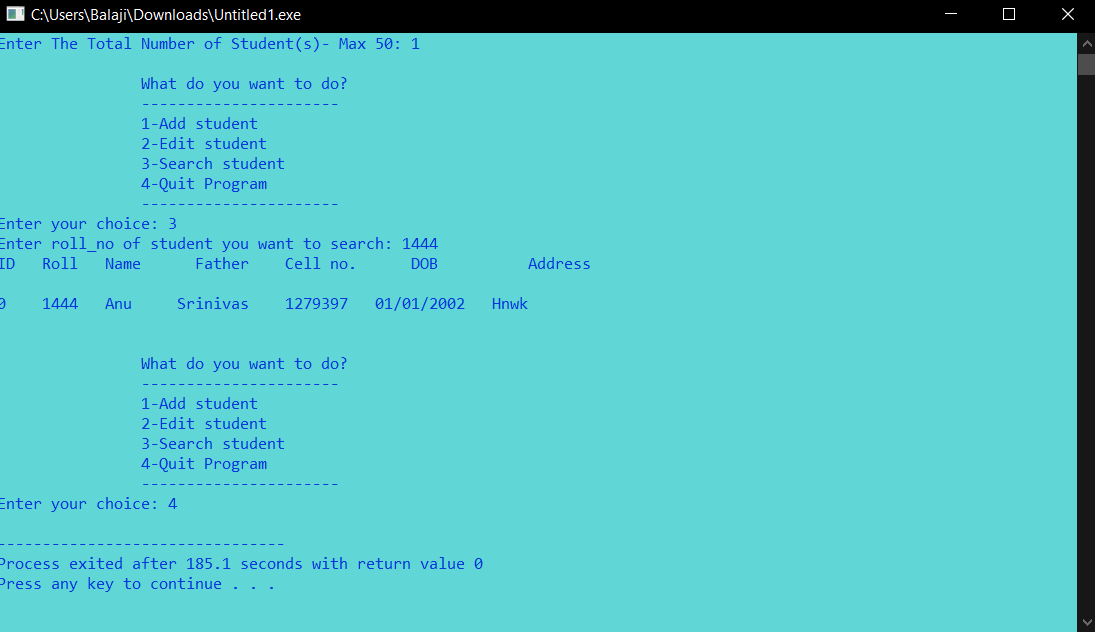 C:\Users\Balaji\Downloads\Untitled1.exe
Enter The Total Number of Student(s)- Max 50: 1
What do you want to do?
----------------------
1-Add student
2-Edit student
3-Search student
4-Quit Program
----------------------
Enter your choice: 3
Enter roll_no of student you want to search: 1444
ID Roll Name Father Cell no. DOB Address
0 1444 Anu Srinivas 1279397 01/01/2002 Hnwk
What do you want to do?
----------------------
1-Add student
2-Edit student
3-Search student
4-Quit Program
----------------------
Enter your choice: 4
--------------------------------
Process exited after 185.1 seconds with return value 0
Press any key to continue . . .